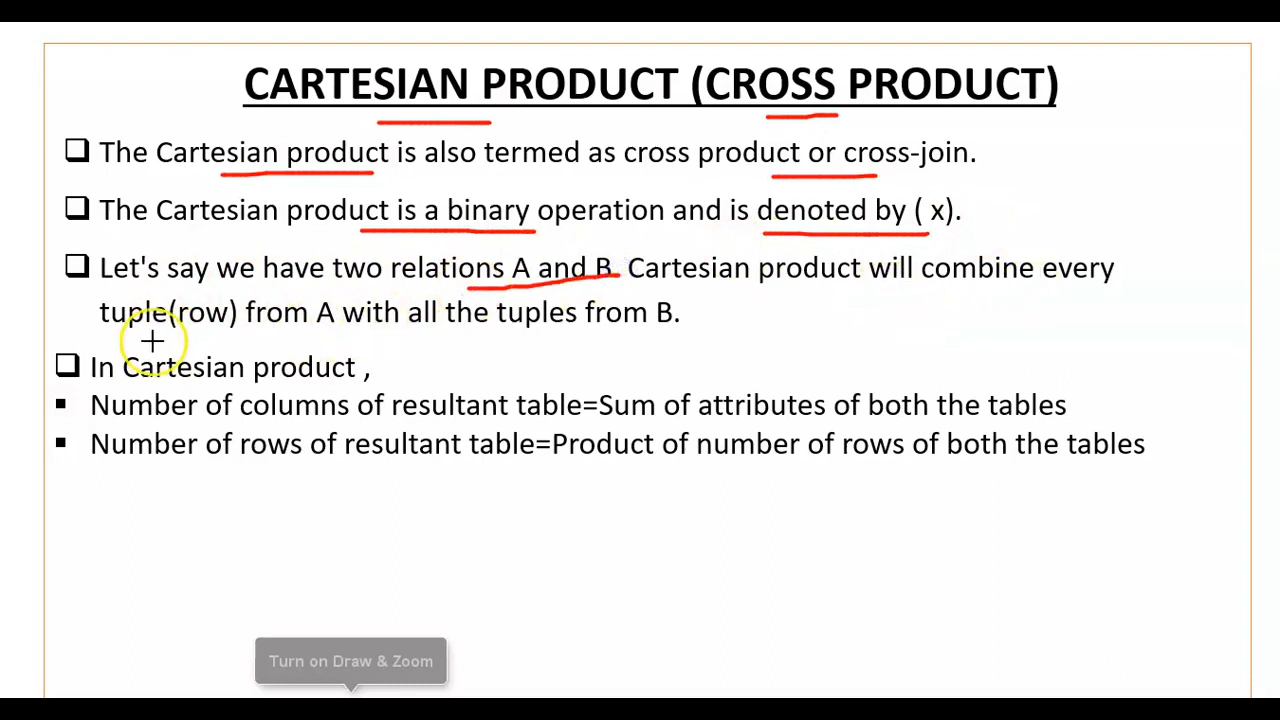 CARTESIAN PRODUCT (CROSS PRODUCT)
The Cartesian product is also termed as cross product or cross-join.
The Cartesian product is a binary operation and is denoted by ( x).
Let's say we have two relations A and B. Cartesian product will combine every
tuple(row) from A with all the tuples from B.
In Cartesian product ,
Number of columns of resultant table=Sum of attributes of both the tables
Number of rows of resultant table=Product of number of rows of both the tables
Turn on Draw & Zoom